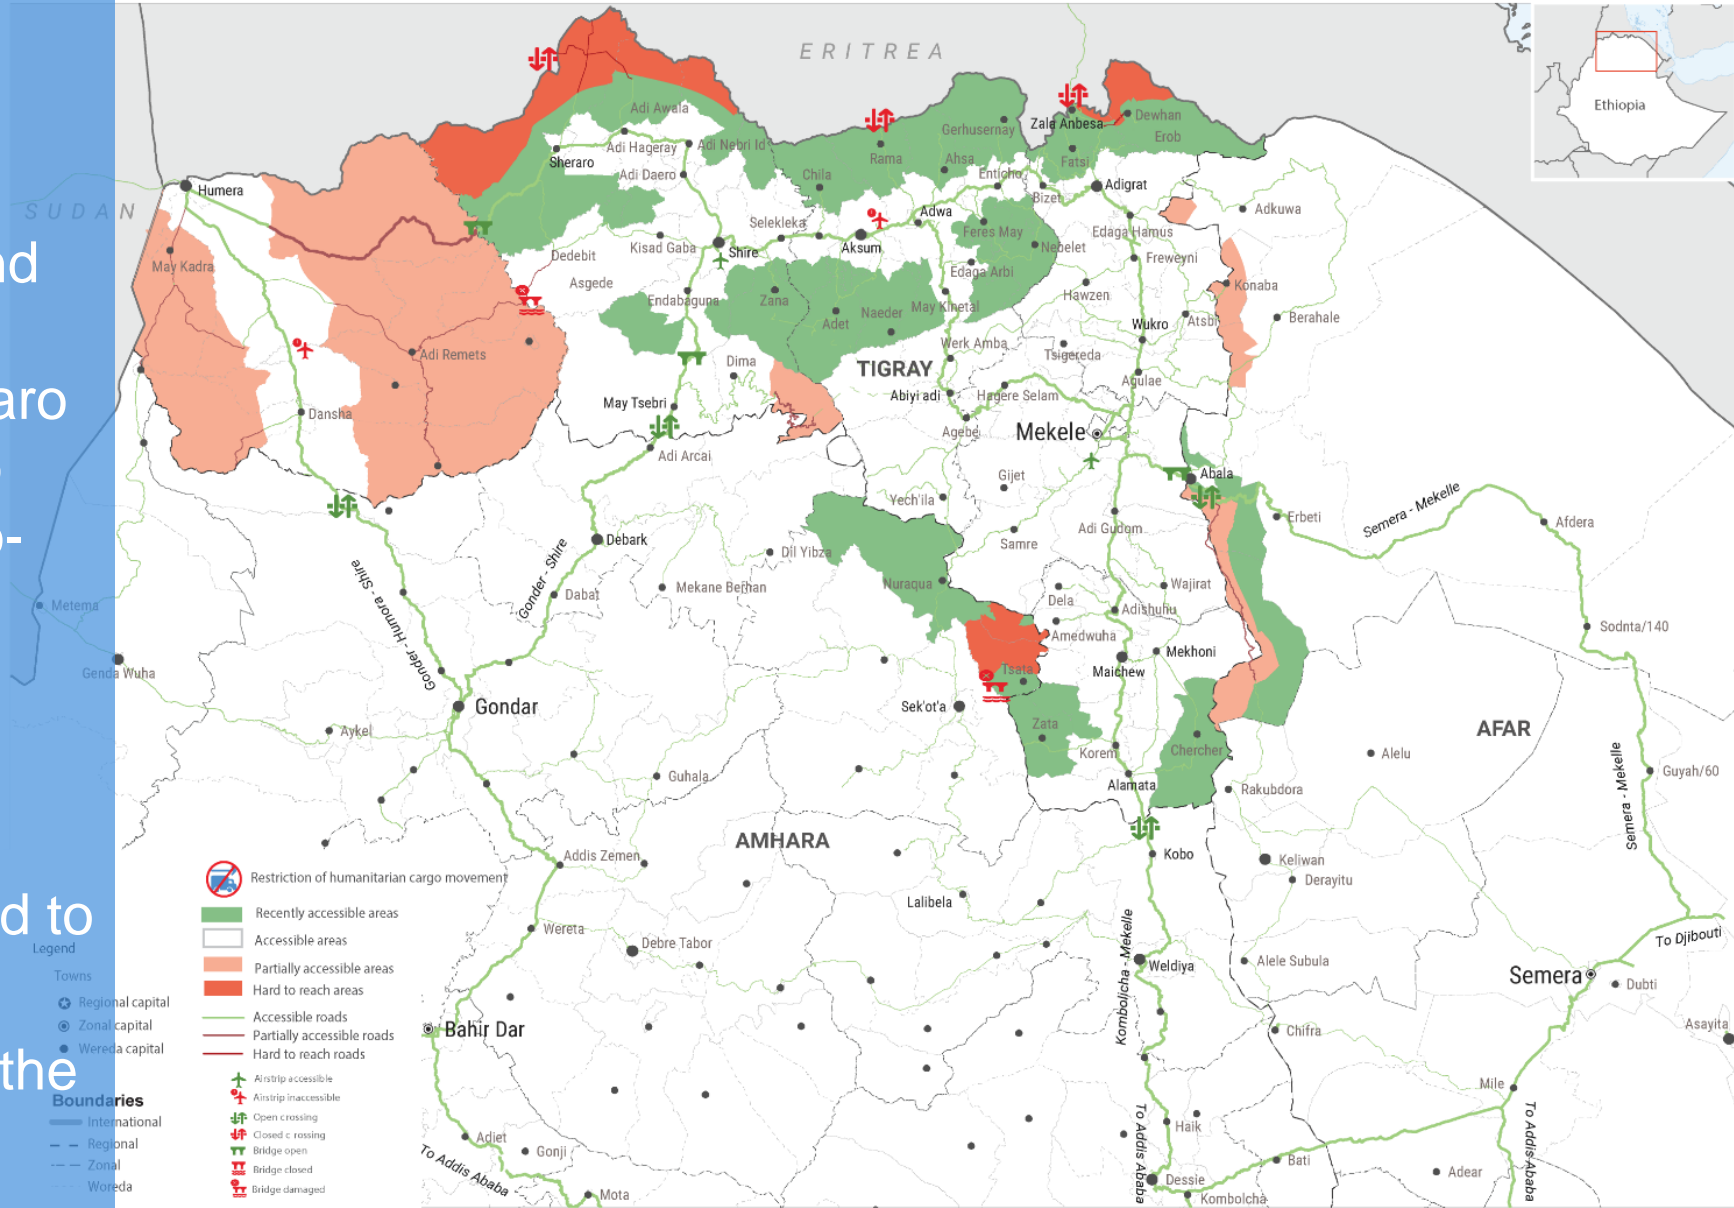 nd
aro
o-
d to
the
ERITREA
SUDAN
Ethiopia
Adi Awala
Gerhusernay
Zala Anbesa
Dewhan
Erob
Sheraro
Adi Hageray
Adi Nebri Id
Rama
Ahsa
Fatsi
Adi Daero
Chila
Enticho
Bizet
Adigrat
Humera
Adwa
Selekleka
Feres May
Edaga Hamus
Adkuwa
May Kadra
Kisad Gaba
Shire
Aksum
Nebelet
Dedebit
Asgede
Edaga Arbi
Freweyni
Endabaguna
Zana
Naeder
May Kinetal
Hawzen
Konaba
Adet
Wukro
Atsbi
Berahale
Adi Remets
Dima
TIGRAY
Werk Amba
Tsigereda
Agulae
Dansha
May Tsebri
Abiyi adi
Hagere Selam
Agebe
Mekele
Adi Arcai
Gijet
Abala
Yech'ila
Semera - Mekelle
Erbeti
Afdera
Adi Gudom
Samre
Debark
Dil Yibza
Gonder - Humora - Shire
Gonder - Shire
Nuraqua
Mekane Berhan
Dabat
Wajirat
Dela
Adishuhu
Metema
Sodnta/140
Amedwuha
Mekhoni
Genda Wuha
Tsata
Maichew
Gondar
Sek'ot'a
AFAR
Aykel
Zata
Korem
Chercher
Alelu
Guhala
Alamata
Rakubdora
Guyah/60
Semera - Mekelle
AMHARA
Addis Zemen
Kobo
Keliwan
Derayitu
Lalibela
Wereta
Debre Tabor
Komboljcha - Mekelle
Weldiya
Alele Subula
To Djibouti
Semera
Dubti
Bahir Dar
Chifra
Asayita
Mile
To Addis Ababa
Haik
To Addis Ababa
Adiet
Gonji
To Addis Ababa
Bati
Dessie
Adear
Mota
Kombolcha
Restriction of humanitarian cargo movement
Recently accessible areas
Accessible areas
Partially accessible areas
Hard to reach areas
Accessible roads
Partially accessible roads
Hard to reach roads
Airstrip accessible
Airstrip inaccessible
Open crossing
Closed c rossing
Bridge open
Bridge closed
Bridge damaged
Legend
Towns
Regional capital
Zonal capital
Wereda capital
Boundaries
International
Regional
Zonal
Woreda